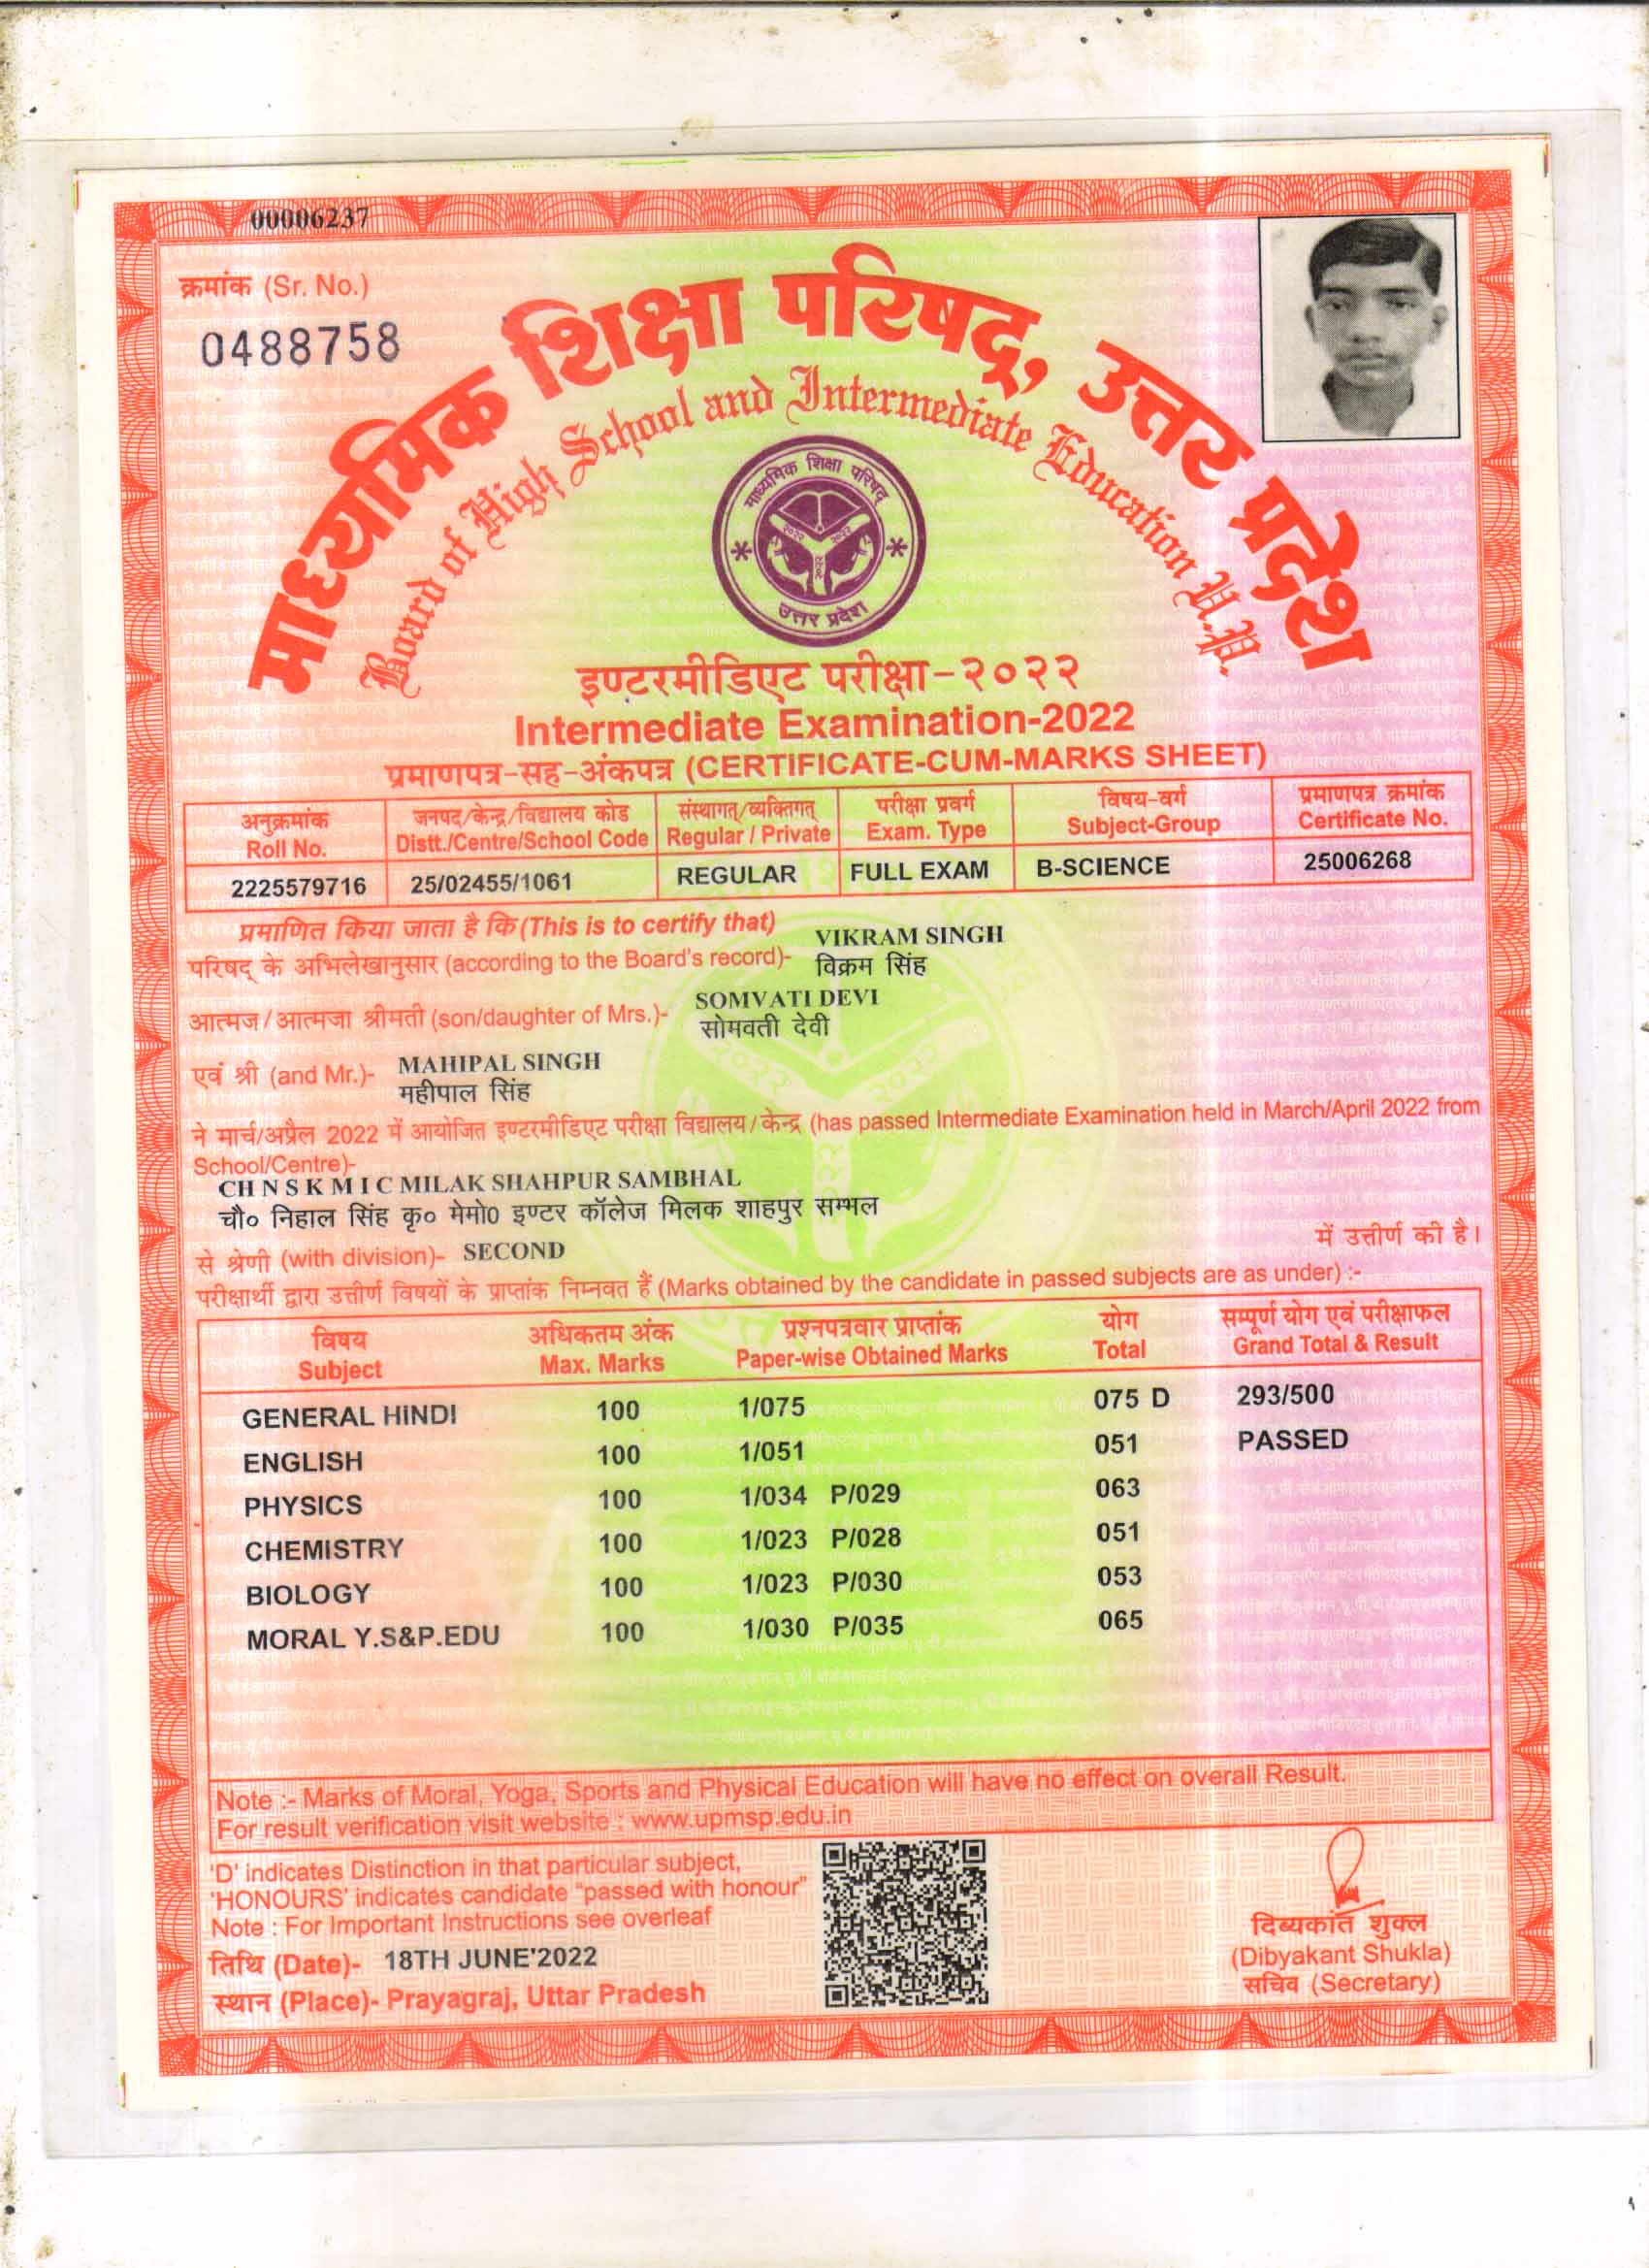 00006237
क्रमांक (Sr. No.)
0488758
माध्यमिक शिक्षा परिषद्, उत्तर प्रदेश
Board of High School and Intermediate Education U.P.
माध्यमिक शिक्षा परिषद्
२०२२ २०२२
२०२२
उत्तर प्रदेश
इण्टरमीडिएट परीक्षा-२०२२
Intermediate Examination-2022
प्रमाणपत्र-सह-अंकपत्र (CERTIFICATE-CUM-MARKS SHEET)
अनुक्रमांक जनपद/केन्द्र/विद्यालय कोड संस्थागत्/व्यक्तिगत् परीक्षा प्रवर्ग विषय-वर्ग प्रमाणपत्र क्रमांक
Roll No. Distt./Centre/School Code Regular / Private Exam. Type Subject-Group Certificate No.
2225579716 25/02455/1061 REGULAR FULL EXAM B-SCIENCE 25006268
प्रमाणित किया जाता है कि (This is to certify that)
VIKRAM SINGH
परिषद् के अभिलेखानुसार (according to the Board's record)- विक्रम सिंह
SOMVATI DEVI
आत्मज/आत्मजा श्रीमती (son/daughter of Mrs.)- सोमवती देवी
MAHIPAL SINGH
एवं श्री (and Mr.)- महीपाल सिंह
ने मार्च/अप्रैल 2022 में आयोजित इण्टरमीडिएट परीक्षा विद्यालय/केन्द्र (has passed Intermediate Examination held in March/April 2022 from
School/Centre)-
CH N S K M I C MILAK SHAHPUR SAMBHAL
चौ० निहाल सिंह कृ० मेमो0 इण्टर कॉलेज मिलक शाहपुर सम्भल
से श्रेणी (with division)- SECOND में उत्तीर्ण की है।
परीक्षार्थी द्वारा उत्तीर्ण विषयों के प्राप्तांक निम्नवत हैं (Marks obtained by the candidate in passed subjects are as under) :-
विषय अधिकतम अंक प्रश्नपत्रवार प्राप्तांक योग सम्पूर्ण योग एवं परीक्षाफल
Subject Max. Marks Paper-wise Obtained Marks Total Grand Total & Result
GENERAL HINDI 100 1/075 075 D 293/500
ENGLISH 100 1/051 051 PASSED
PHYSICS 100 1/034 P/029 063
CHEMISTRY 100 1/023 P/028 051
BIOLOGY 100 1/023 P/030 053
MORAL Y.S&P.EDU 100 1/030 P/035 065
Note :- Marks of Moral, Yoga, Sports and Physical Education will have no effect on overall Result.
For result verification visit website : www.upmsp.edu.in
'D' indicates Distinction in that particular subject,
'HONOURS' indicates candidate "passed with honour"
Note : For Important Instructions see overleaf
तिथि (Date)- 18TH JUNE'2022
स्थान (Place)- Prayagraj, Uttar Pradesh
दिब्यकांत शुक्ल
(Dibyakant Shukla)
सचिव (Secretary)